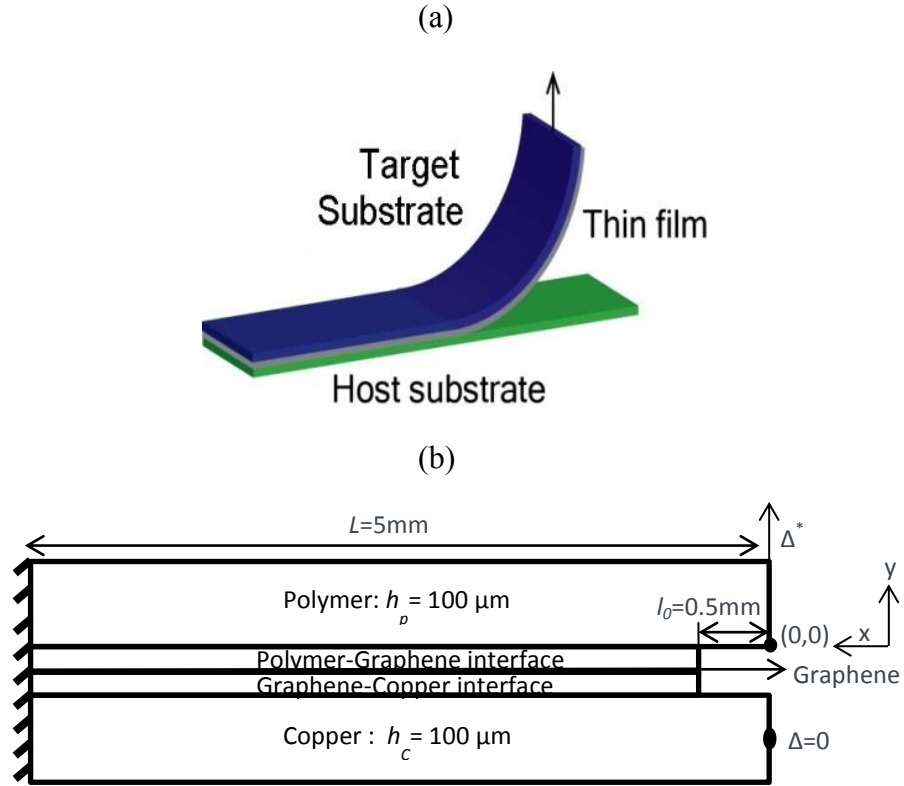 (a)
Target
Substrate
Thin film
Host substrate
(b)
L=5mm
Δ*
y
Polymer: hₚ = 100 μm
l₀=0.5mm
(0,0)
x
Polymer-Graphene interface
Graphene
Graphene-Copper interface
Copper : h_C = 100 μm
Δ=0